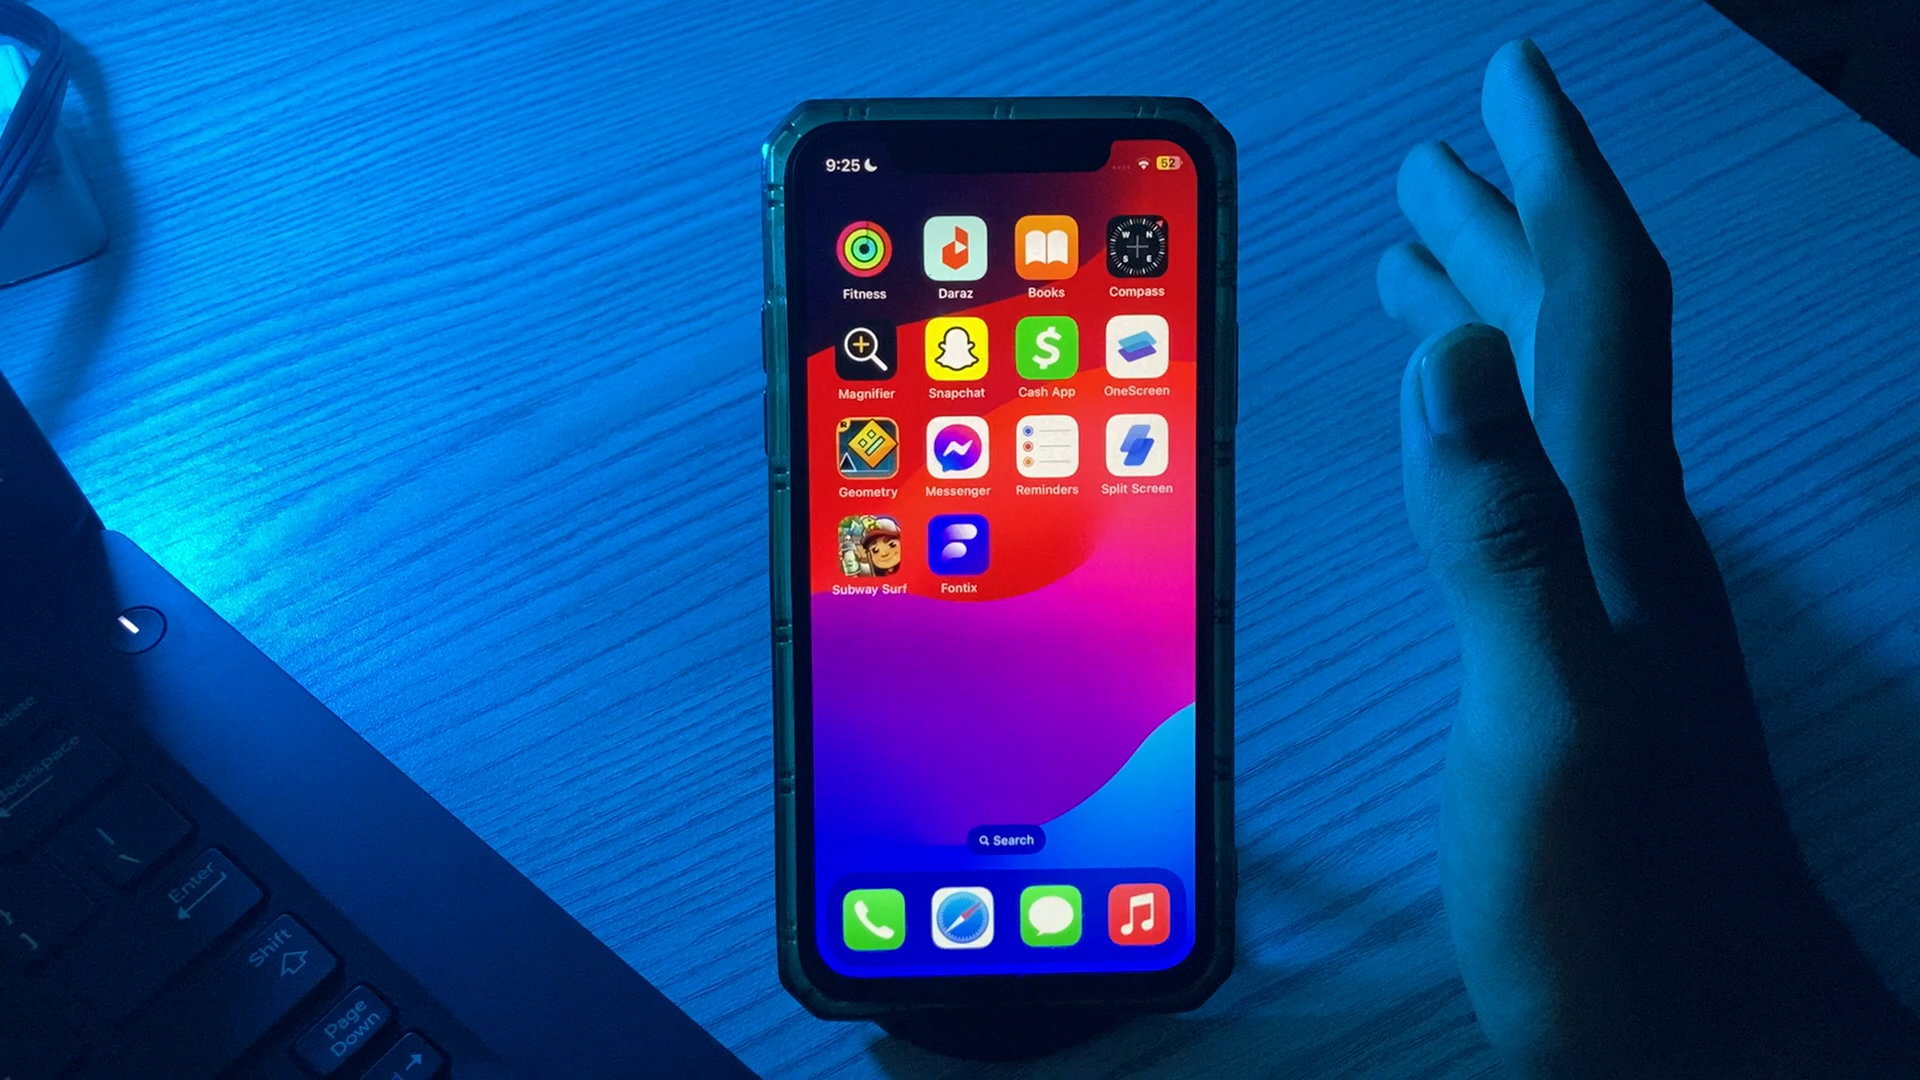 9:25
52
Fitness
Daraz
Books
Compass
W N
S E
Magnifier
Snapchat
Cash App
OneScreen
Geometry
Messenger
Reminders
Split Screen
Subway Surf
Fontix
Search
Backspace
Enter
Shift
Page
Down